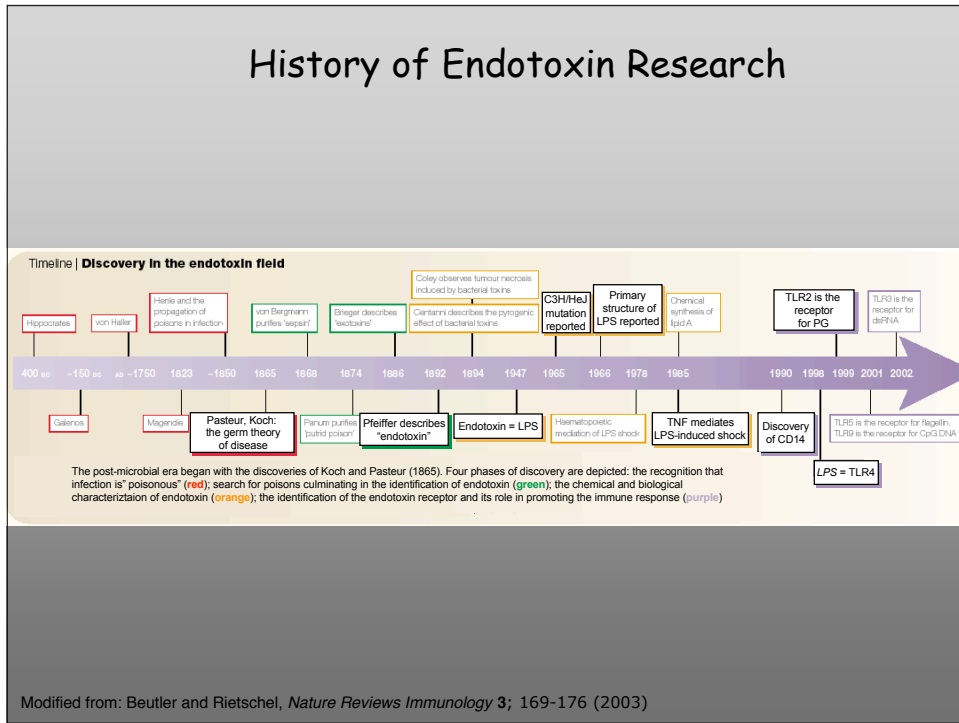 History of Endotoxin Research
Timeline | Discovery in the endotoxin field
Hippocrates
von Haller
Henle and the
propagation of
poisons in infection
von Bergmann
purifies 'sepsin'
Brieger describes
'exotoxins'
Coley observes tumour necrosis
induced by bacterial toxins
Centanni describes the pyrogenic
effect of bacterial toxins
C3H/HeJ
mutation
reported
Primary
structure of
LPS reported
Chemical
synthesis of
lipid A
TLR2 is the
receptor
for PG
TLR3 is the
receptor for
dsRNA
400 BC ~150 BC AD ~1750 1823 ~1850 1865 1868 1874 1886 1892 1894 1947 1965 1966 1978 1985 1990 1998 1999 2001 2002
Galenos
Magendie
Pasteur, Koch:
the germ theory
of disease
Panum purifies
'putrid poison'
Pfeiffer describes
"endotoxin"
Endotoxin = LPS
Haematopoietic
mediation of LPS shock
TNF mediates
LPS-induced shock
Discovery
of CD14
LPS = TLR4
TLR5 is the receptor for flagellin.
TLR9 is the receptor for CpG DNA
The post-microbial era began with the discoveries of Koch and Pasteur (1865). Four phases of discovery are depicted: the recognition that
infection is" poisonous" (red); search for poisons culminating in the identification of endotoxin (green); the chemical and biological
characteriztaion of endotoxin (orange); the identification of the endotoxin receptor and its role in promoting the immune response (purple)
Modified from: Beutler and Rietschel, Nature Reviews Immunology 3; 169-176 (2003)